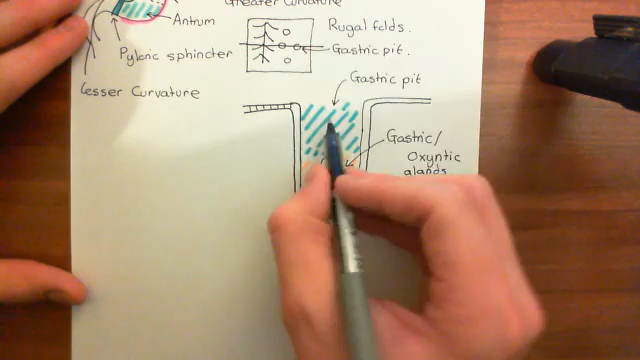 Greater Curvature
Antrum
Rugal folds.
Pyloric sphincter
Gastric pit.
Lesser Curvature
Gastric pit
Gastric/
Oxyntic
glands